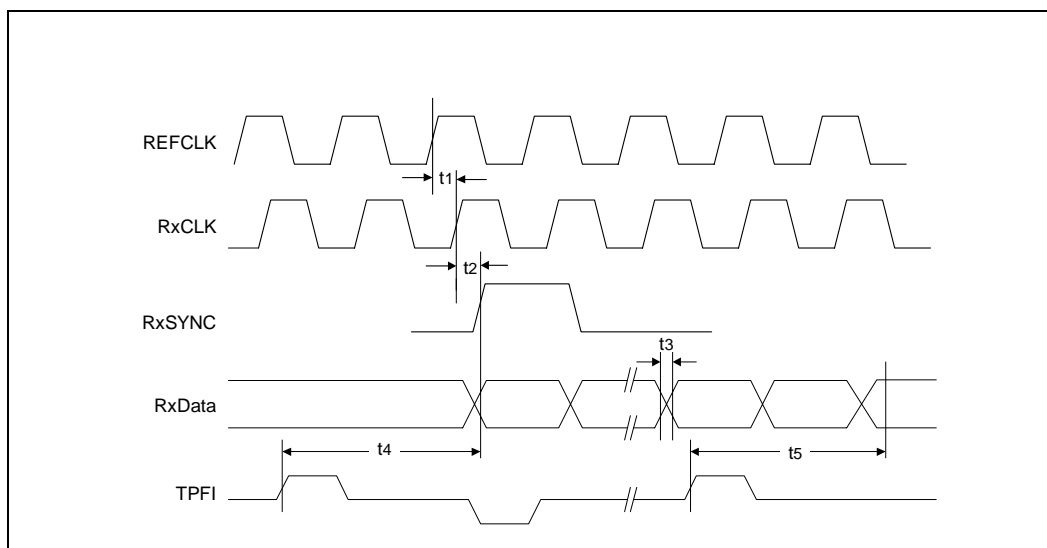 REFCLK
t1
RxCLK
t2
RxSYNC
t3
RxData
t4
t5
TPFI